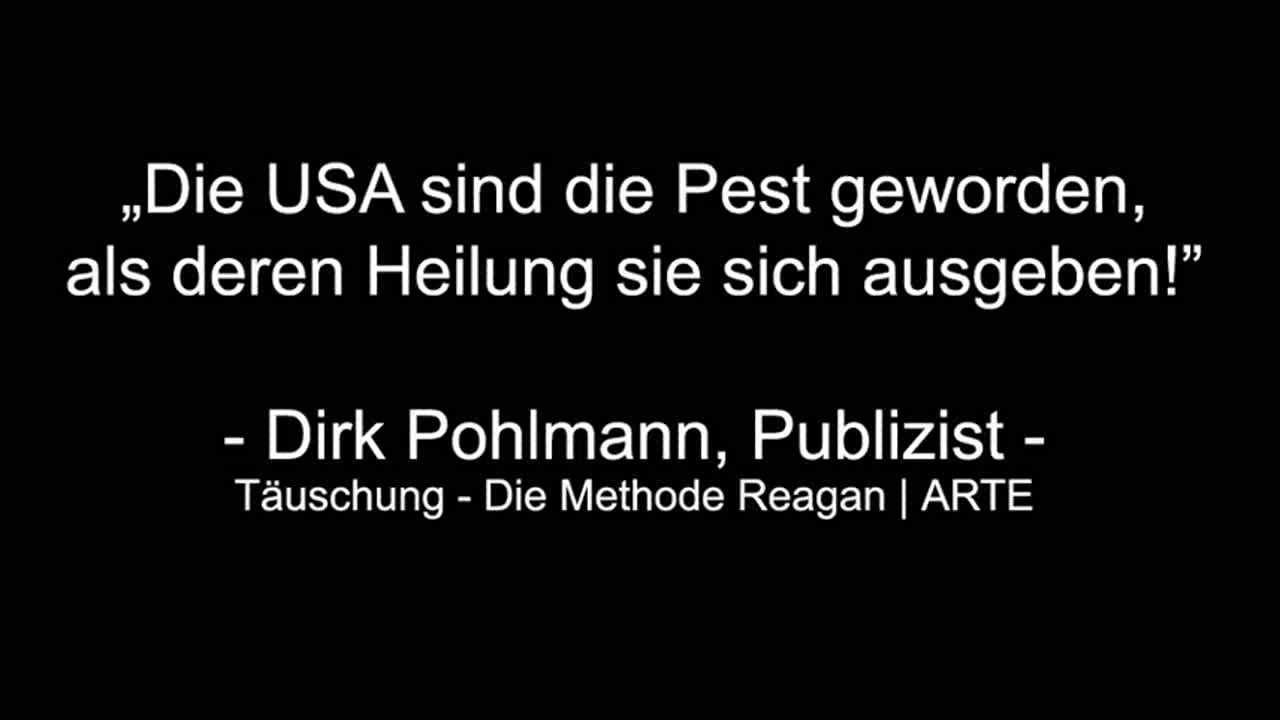 „Die USA sind die Pest geworden,
als deren Heilung sie sich ausgeben!”
- Dirk Pohlmann, Publizist -
Täuschung - Die Methode Reagan | ARTE